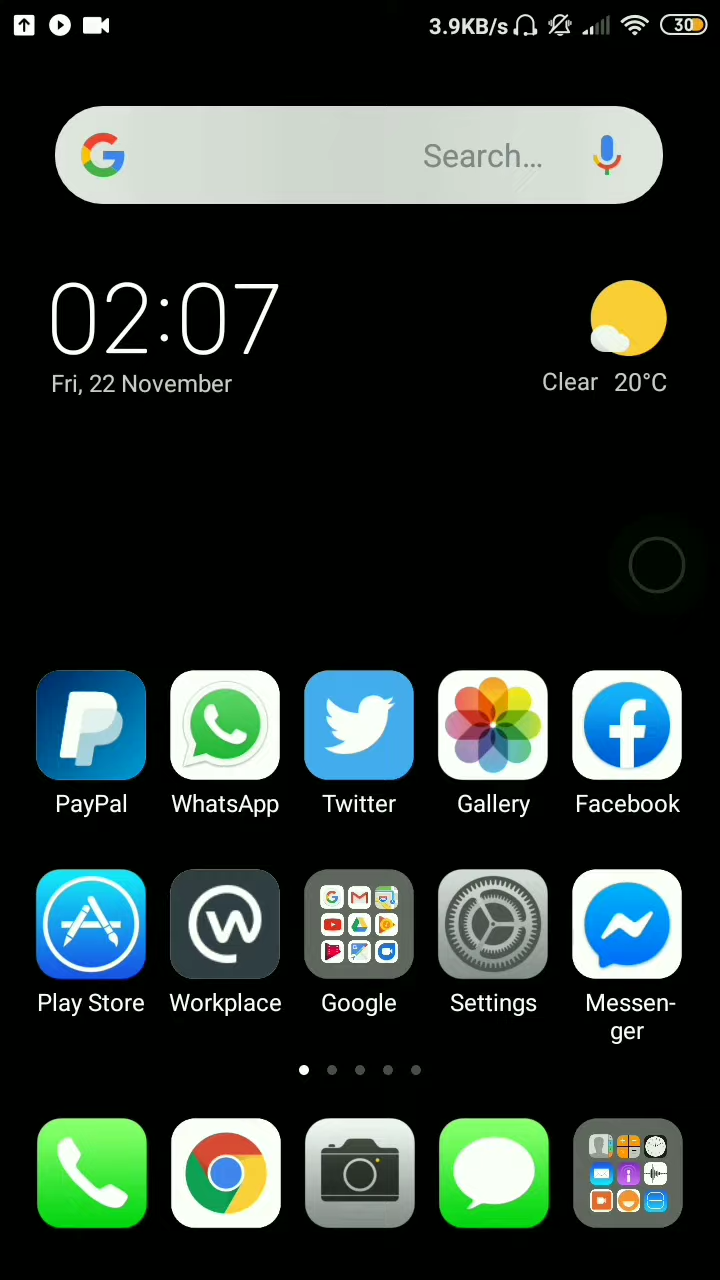 3.9KB/s 30
Search...
02:07
Fri, 22 November
Clear 20°C
PayPal WhatsApp Twitter Gallery Facebook
Play Store Workplace Google Settings Messen-
ger